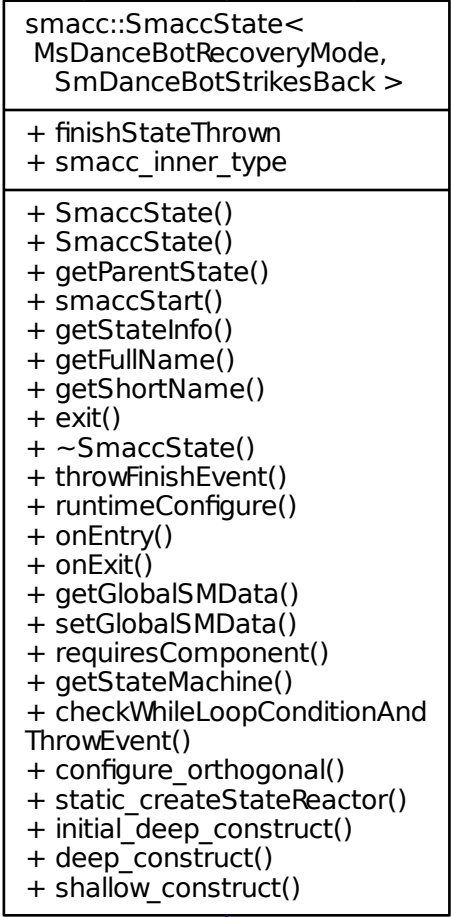 smacc::SmaccState<
MsDanceBotRecoveryMode,
SmDanceBotStrikesBack >
+ finishStateThrown
+ smacc_inner_type
+ SmaccState()
+ SmaccState()
+ getParentState()
+ smaccStart()
+ getStateInfo()
+ getFullName()
+ getShortName()
+ exit()
+ ~SmaccState()
+ throwFinishEvent()
+ runtimeConfigure()
+ onEntry()
+ onExit()
+ getGlobalSMData()
+ setGlobalSMData()
+ requiresComponent()
+ getStateMachine()
+ checkWhileLoopConditionAnd
ThrowEvent()
+ configure_orthogonal()
+ static_createStateReactor()
+ initial_deep_construct()
+ deep_construct()
+ shallow_construct()